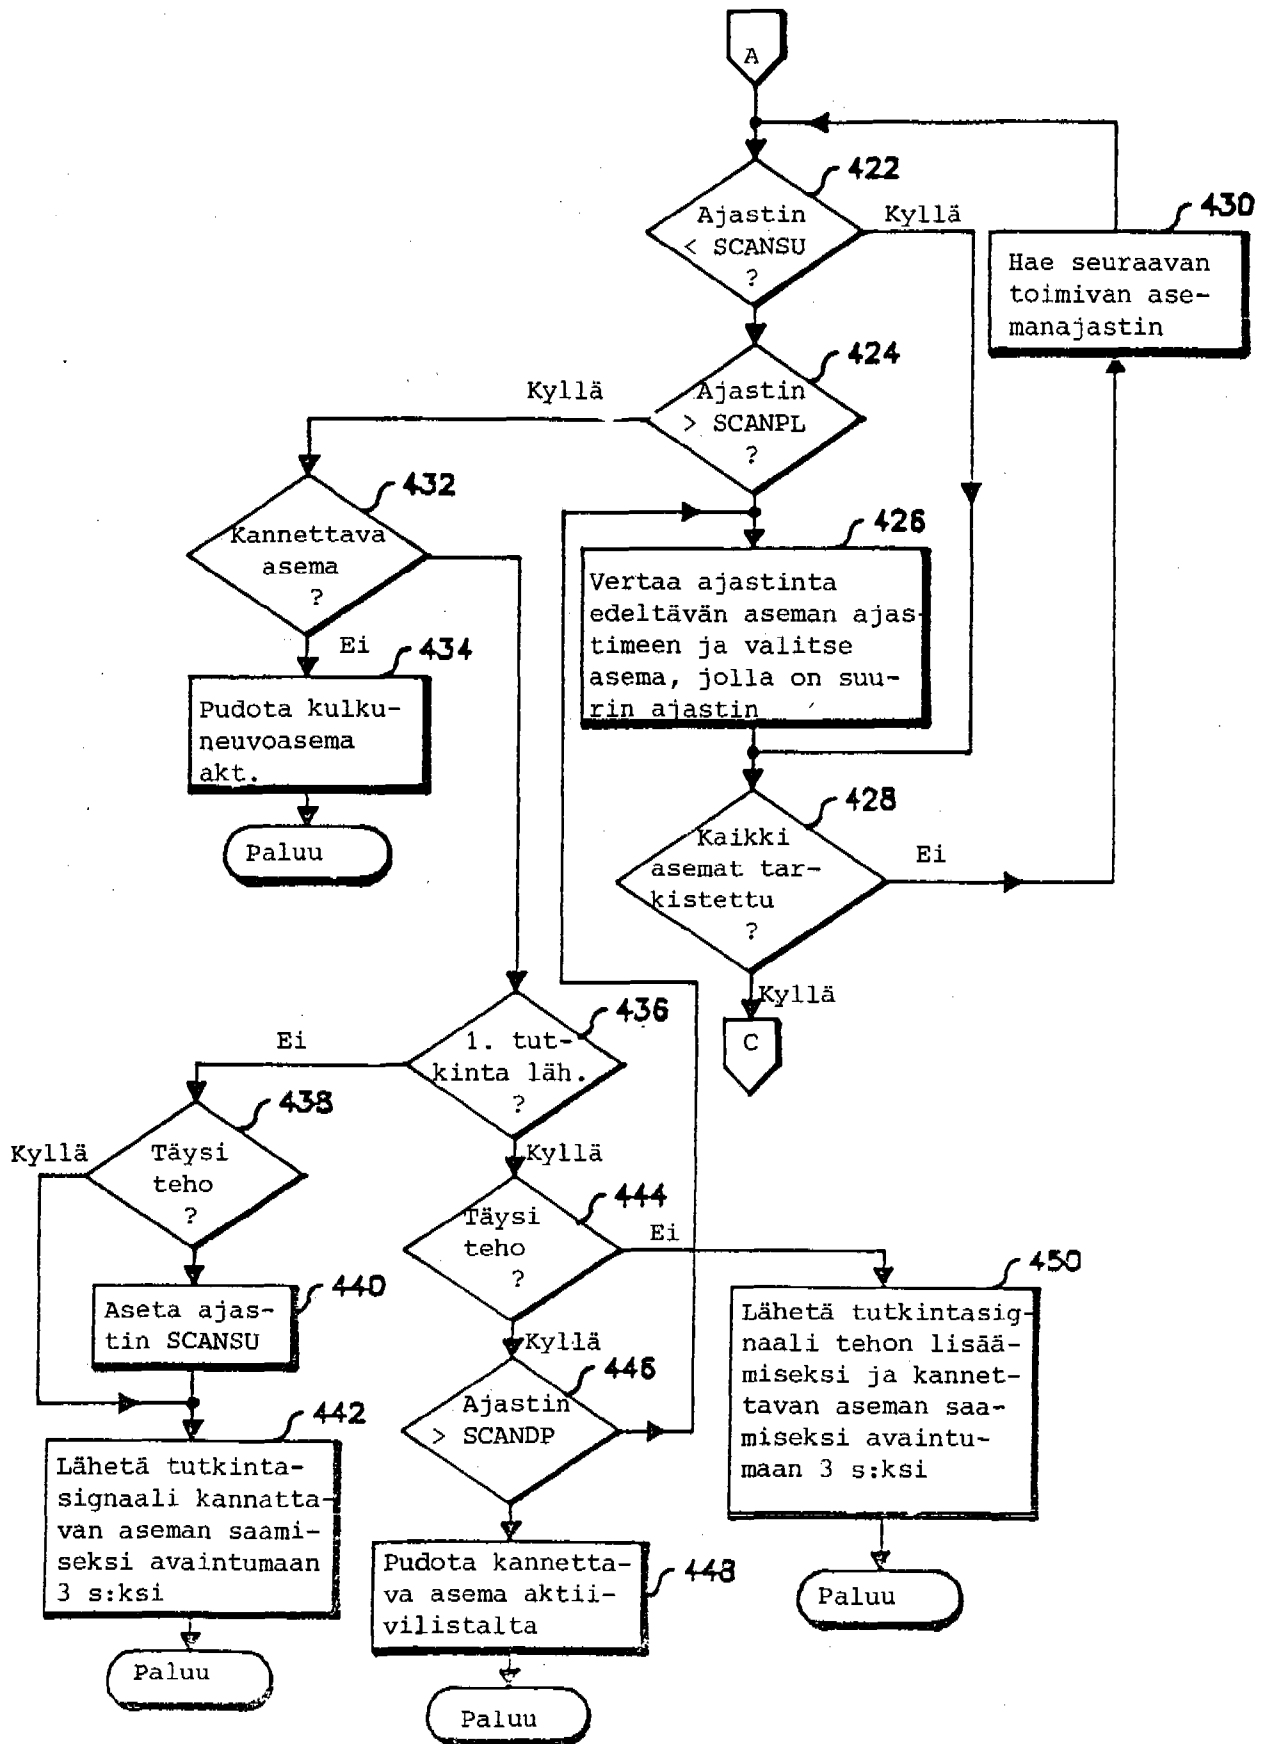 A
422
Ajastin
< SCANSU
?
Kyllä
430
Hae seuraavan
toimivan ase-
manajastin
424
Ajastin
> SCANPL
?
Kyllä
432
Kannettava
asema
?
Ei
434
Pudota kulku-
neuvoasema
akt.
Paluu
426
Vertaa ajastinta
edeltävän aseman ajas-
timeen ja valitse
asema, jolla on suu-
rin ajastin
428
Kaikki
asemat tar-
kistettu
?
Ei
Kyllä
C
436
1. tut-
kinta läh.
?
Ei
Kyllä
438
Täysi
teho
?
Kyllä
440
Aseta ajas-
tin SCANSU
442
Lähetä tutkinta-
signaali kannatta-
van aseman saami-
seksi avaintumaan
3 s:ksi
Paluu
444
Täysi
teho
?
Ei
Kyllä
446
Ajastin
> SCANDP
?
448
Pudota kannetta-
va asema aktii-
vilistalta
Paluu
450
Lähetä tutkintasig-
naali tehon lisää-
miseksi ja kannet-
tavan aseman saa-
miseksi avaintu-
maan 3 s:ksi
Paluu